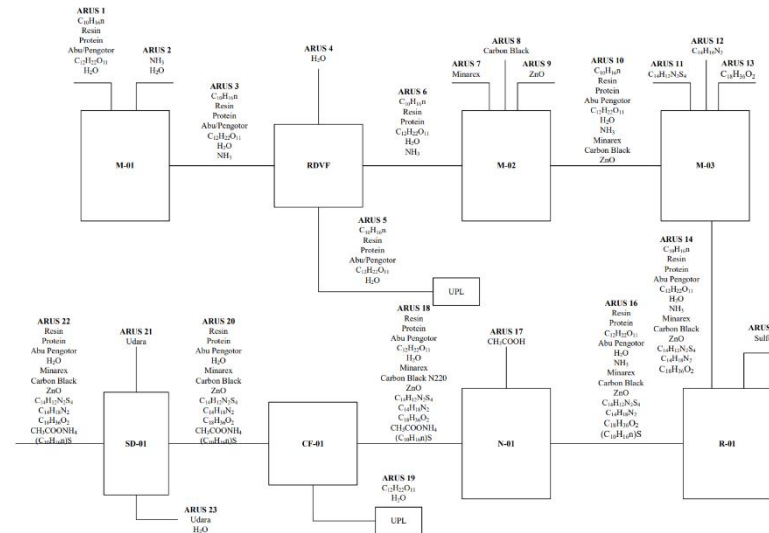 ARUS 1
C₁₀H₁₆n
Resin
Protein
Abu/Pengotor
C₁₂H₂₂O₁₁
H₂O
ARUS 2
NH₃
H₂O
M-01
ARUS 3
C₁₀H₁₆n
Resin
Protein
Abu/Pengotor
C₁₂H₂₂O₁₁
H₂O
NH₃
ARUS 4
H₂O
RDVF
ARUS 5
C₁₀H₁₆n
Resin
Protein
Abu/Pengotor
C₁₂H₂₂O₁₁
H₂O
UPL
ARUS 6
C₁₀H₁₆n
Resin
Protein
C₁₂H₂₂O₁₁
H₂O
NH₃
ARUS 7
Minarex
ARUS 8
Carbon Black
ARUS 9
ZnO
M-02
ARUS 10
C₁₀H₁₆n
Resin
Protein
Abu Pengotor
C₁₂H₂₂O₁₁
H₂O
NH₃
Minarex
Carbon Black
ZnO
ARUS 11
C₁₄H₁₂N₂S₄
ARUS 12
C₁₄H₁₈N₂
ARUS 13
C₁₈H₃₆O₂
M-03
ARUS 14
C₁₀H₁₆n
Resin
Protein
Abu Pengotor
C₁₂H₂₂O₁₁
H₂O
NH₃
Minarex
Carbon Black
ZnO
C₁₄H₁₂N₂S₄
C₁₄H₁₈N₂
C₁₈H₃₆O₂
ARUS
Sulf
R-01
ARUS 16
Resin
Protein
C₁₂H₂₂O₁₁
Abu Pengotor
H₂O
NH₃
Minarex
Carbon Black
ZnO
C₁₄H₁₂N₂S₄
C₁₄H₁₈N₂
C₁₈H₃₆O₂
(C₁₀H₁₆n)S
ARUS 17
CH₃COOH
N-01
ARUS 18
Resin
Protein
Abu Pengotor
C₁₂H₂₂O₁₁
H₂O
Minarex
Carbon Black N220
ZnO
C₁₄H₁₂N₂S₄
C₁₄H₁₈N₂
C₁₈H₃₆O₂
CH₃COONH₄
(C₁₀H₁₆n)S
CF-01
ARUS 19
C₁₂H₂₂O₁₁
H₂O
UPL
ARUS 20
Resin
Protein
Abu Pengotor
H₂O
Minarex
Carbon Black
ZnO
C₁₄H₁₂N₂S₄
C₁₄H₁₈N₂
C₁₈H₃₆O₂
CH₃COONH₄
(C₁₀H₁₆n)S
ARUS 21
Udara
SD-01
ARUS 22
Resin
Protein
Abu Pengotor
H₂O
Minarex
Carbon Black
ZnO
C₁₄H₁₂N₂S₄
C₁₄H₁₈N₂
C₁₈H₃₆O₂
CH₃COONH₄
(C₁₀H₁₆n)S
ARUS 23
Udara
H₂O